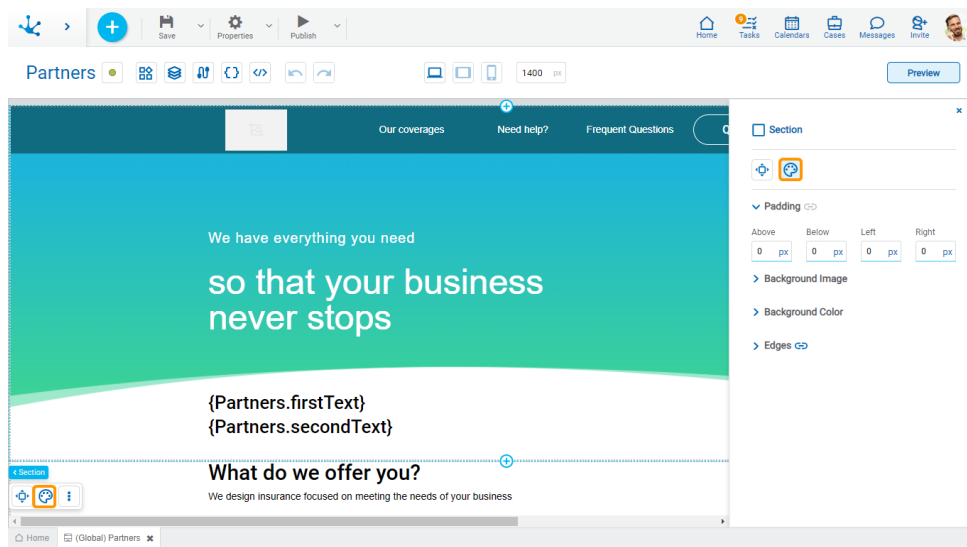 Save
Properties
Publish
Home
9
Tasks
Calendars
Cases
Messages
Invite
Partners
1400 px
Preview
Our coverages
Need help?
Frequent Questions
Section
We have everything you need
so that your business
never stops
Padding
Above
Below
Left
Right
0 px
0 px
0 px
0 px
Background Image
Background Color
Edges
{Partners.firstText}
{Partners.secondText}
Section
What do we offer you?
We design insurance focused on meeting the needs of your business
Home
(Global) Partners